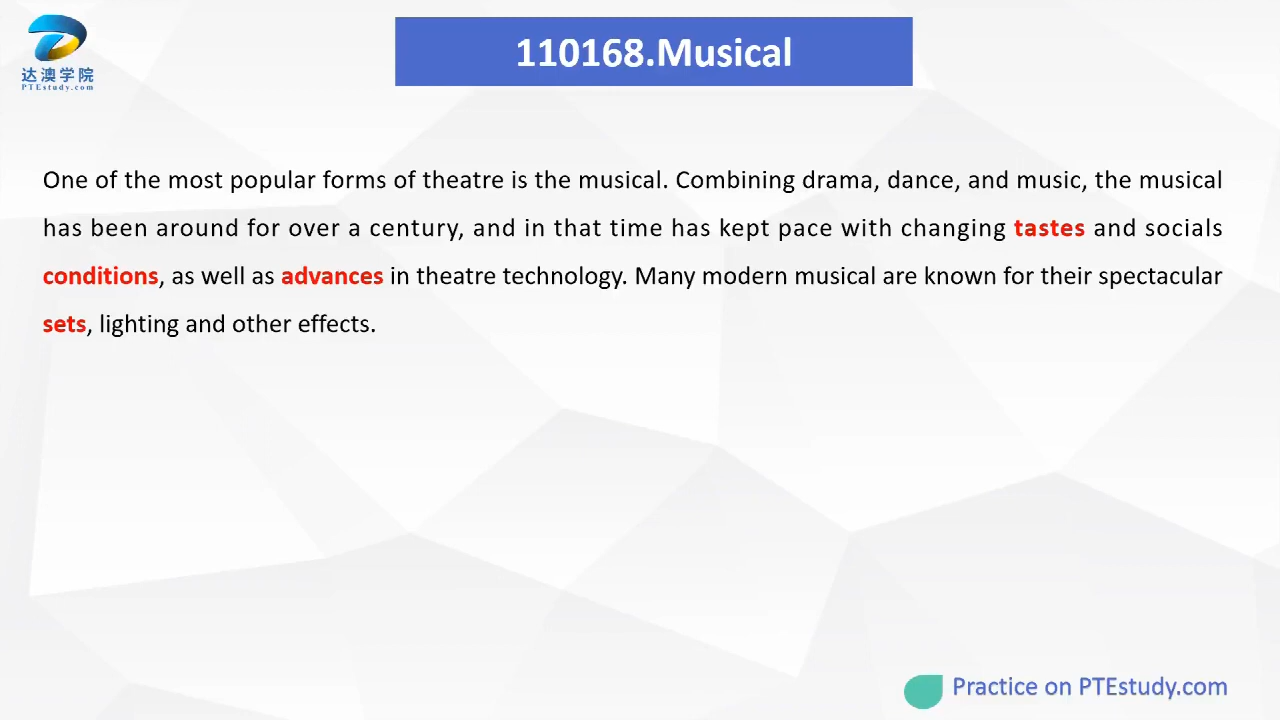 达澳学院
PTEstudy.com
110168.Musical
One of the most popular forms of theatre is the musical. Combining drama, dance, and music, the musical
has been around for over a century, and in that time has kept pace with changing tastes and socials
conditions, as well as advances in theatre technology. Many modern musical are known for their spectacular
sets, lighting and other effects.
Practice on PTEstudy.com